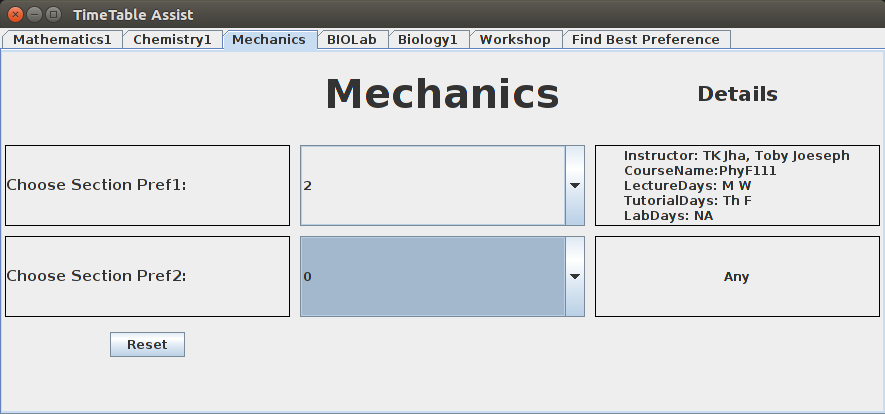 TimeTable Assist
Mathematics1 Chemistry1 Mechanics BIOLab Biology1 Workshop Find Best Preference
Mechanics Details
Choose Section Pref1:
2
Instructor: TK Jha, Toby Joeseph
CourseName:PhyF111
LectureDays: M W
TutorialDays: Th F
LabDays: NA
Choose Section Pref2:
0
Any
Reset